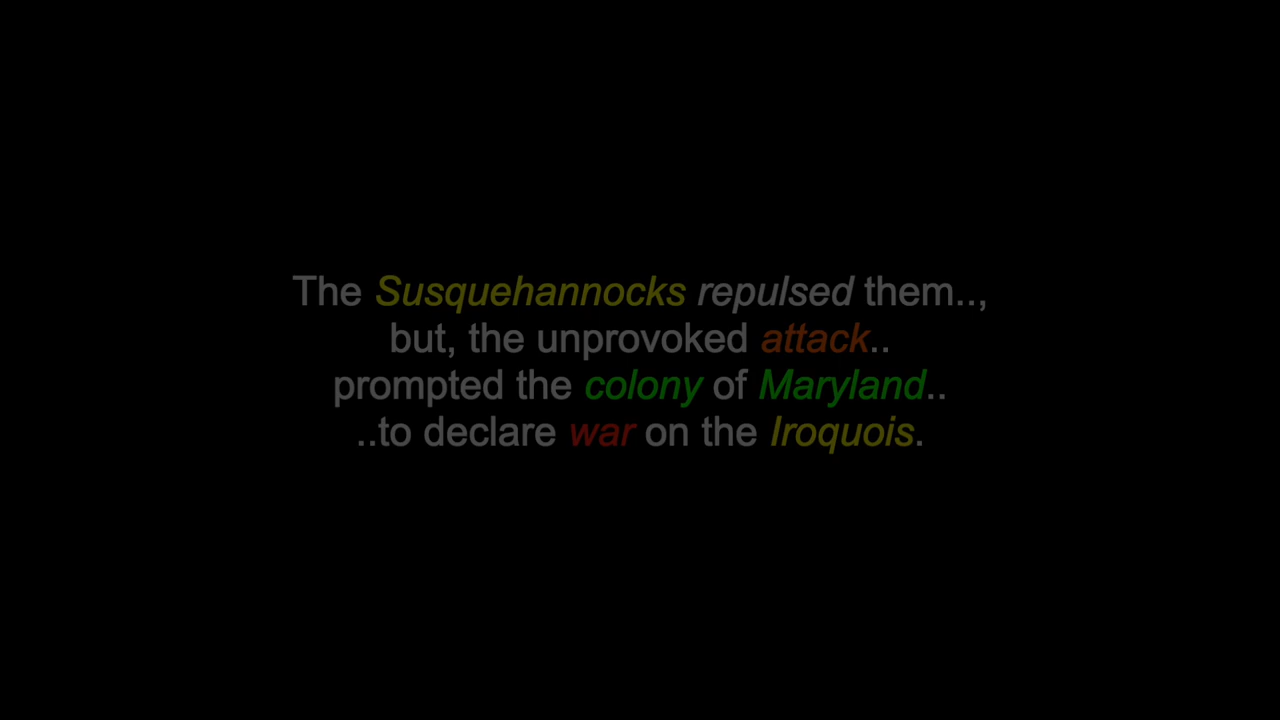 The Susquehannocks repulsed them..,
but, the unprovoked attack..
prompted the colony of Maryland..
..to declare war on the Iroquois.